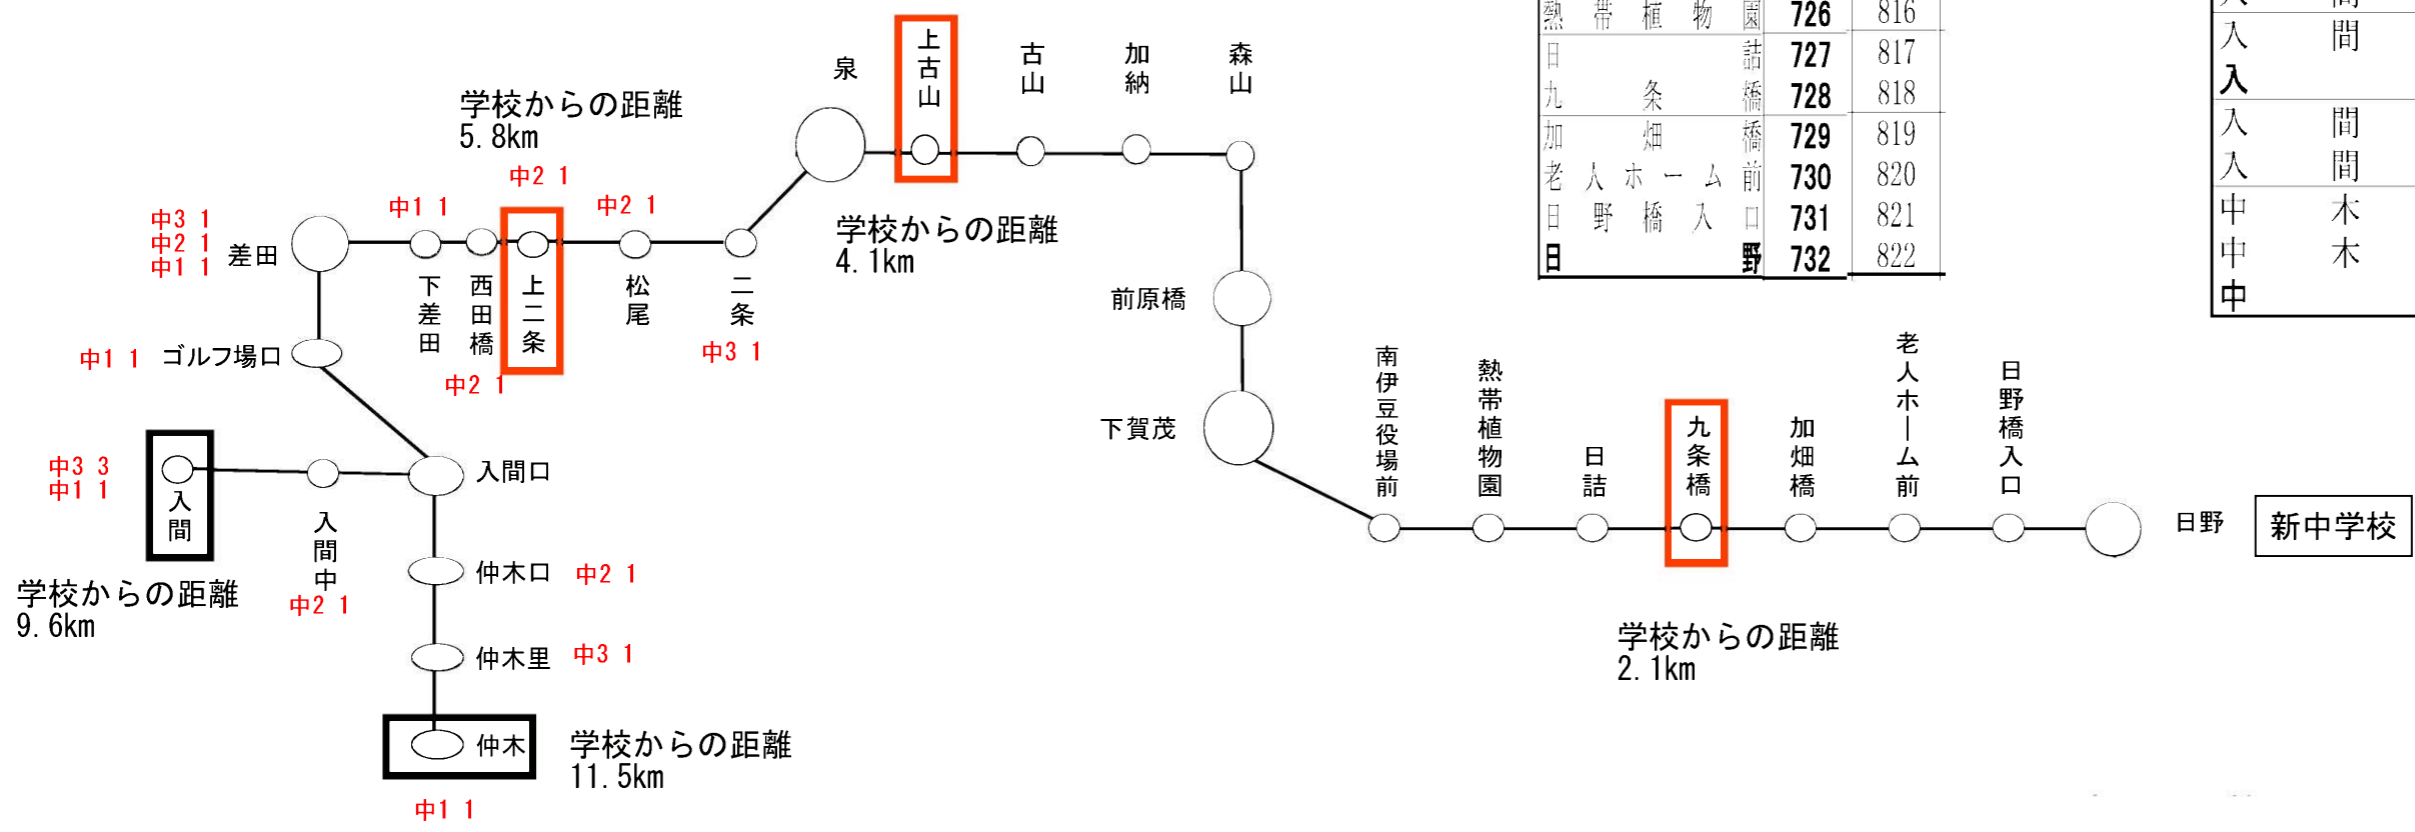 熱帯植物園 726 816
日詰 727 817
九条橋 728 818
加畑橋 729 819
老人ホーム前 730 820
日野橋入口 731 821
日野 732 822
入間
入
入間
入間
中木
中木
中
泉
上古山
古山
加納
森山
学校からの距離
5.8km
中2 1
中1 1
中2 1
中3 1
中2 1
中1 1
差田
下差田
西田橋
上二条
松尾
二条
中3 1
中2 1
学校からの距離
4.1km
中1 1
ゴルフ場口
前原橋
下賀茂
中3 3
中1 1
入間
入間中
中2 1
入間口
学校からの距離
9.6km
仲木口
中2 1
仲木里
中3 1
仲木
学校からの距離
11.5km
中1 1
南伊豆役場前
熱帯植物園
日詰
九条橋
加畑橋
老人ホーム前
日野橋入口
日野
新中学校
学校からの距離
2.1km